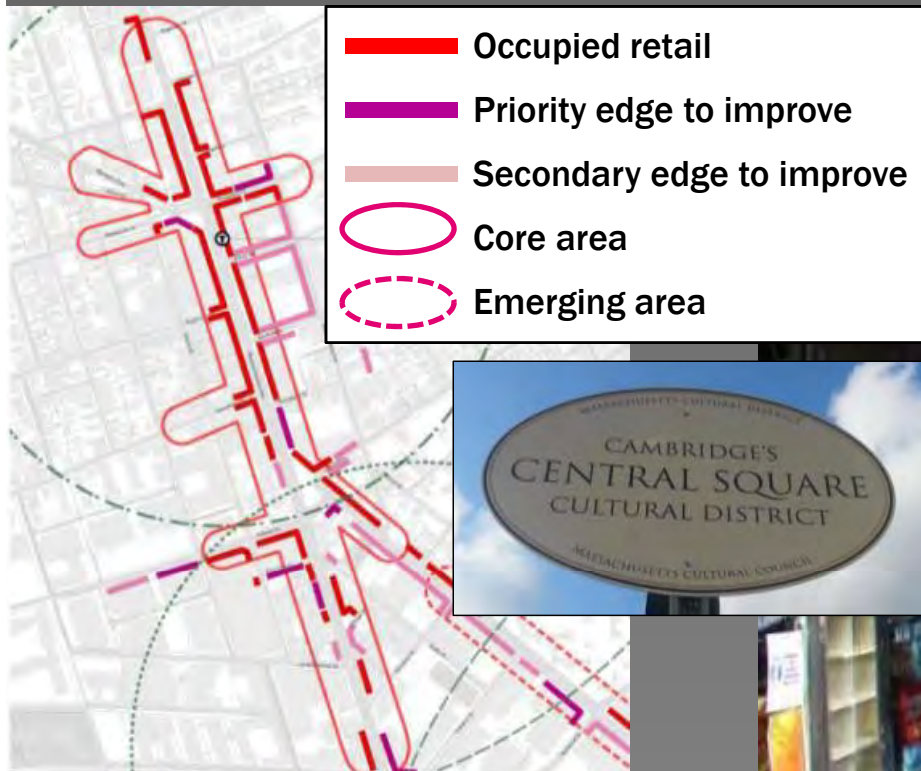 Occupied retail
Priority edge to improve
Secondary edge to improve
Core area
Emerging area
T
MASSACHUSETTS CULTURAL DISTRICT
CAMBRIDGE'S
CENTRAL SQUARE
CULTURAL DISTRICT
MASSACHUSETTS CULTURAL COUNCIL